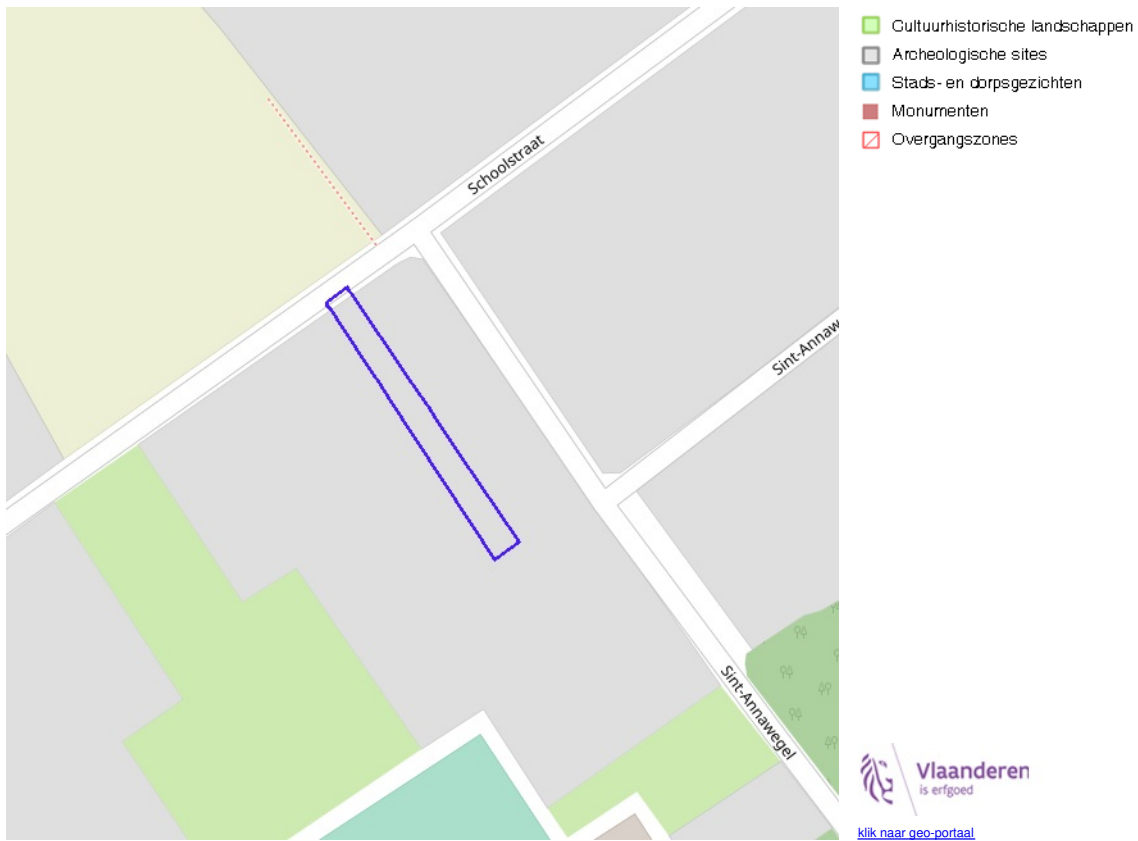 Cultuurhistorische landschappen
Archeologische sites
Stads- en dorpsgezichten
Monumenten
Overgangszones
Schoolstraat
Sint-Annaw
Sint-Annawegel
Vlaanderen
is erfgoed
klik naar geo-portaal